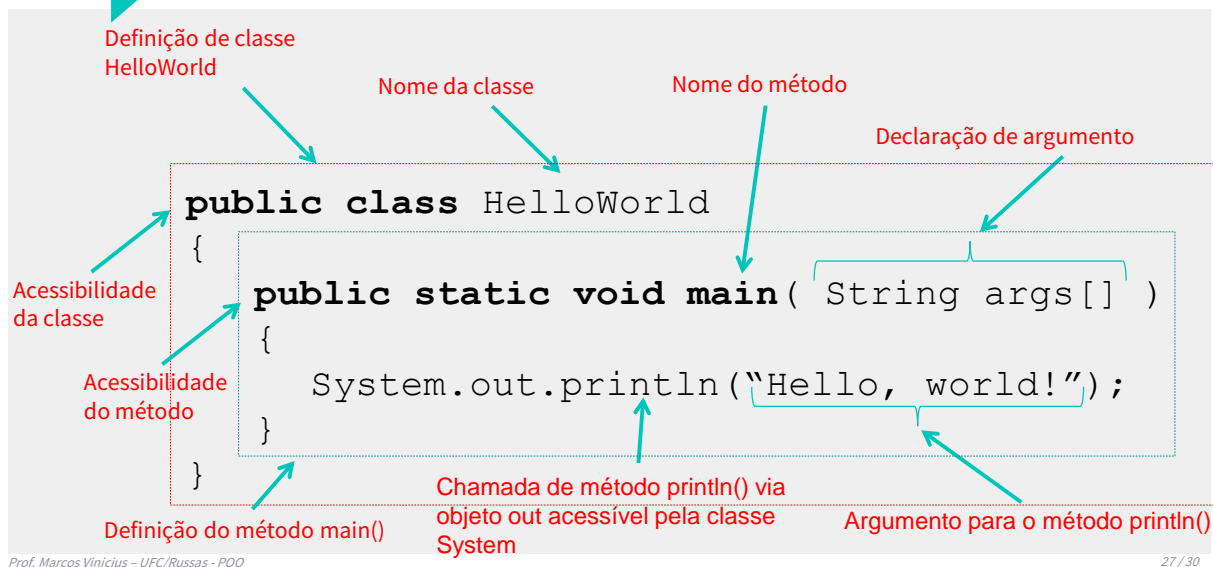 Definição de classe
HelloWorld
Nome da classe
Nome do método
Declaração de argumento
public class HelloWorld
{
Acessibilidade
da classe
public static void main( String args[] )
{
Acessibilidade
do método
System.out.println(“Hello, world!”);
}
}
Definição do método main()
Chamada de método println() via
objeto out acessível pela classe
System
Argumento para o método println()
Prof. Marcos Vinicius – UFC/Russas - POO
27 / 30